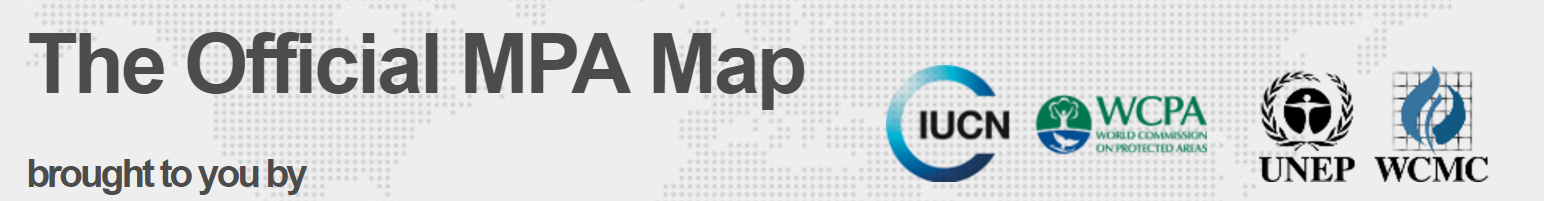 The Official MPA Map
brought to you by
IUCN
WCPA
WORLD COMMISSION
ON PROTECTED AREAS
UNEP
WCMC